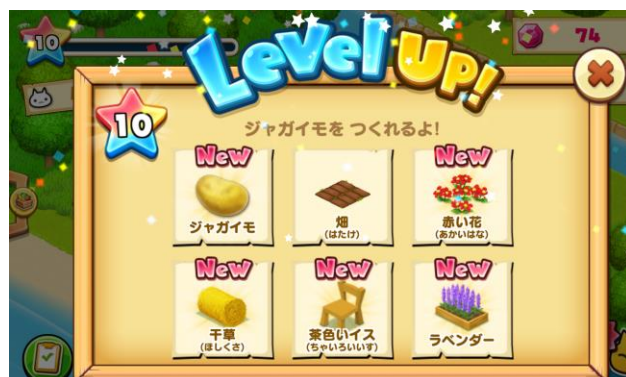 10
74
Level UP!
10
ジャガイモを つくれるよ!
New
New
ジャガイモ
畑
(はたけ)
赤い花
(あかいはな)
New
New
New
干草
(ほしくさ)
茶色いイス
(ちゃいろいいす)
ラベンダー